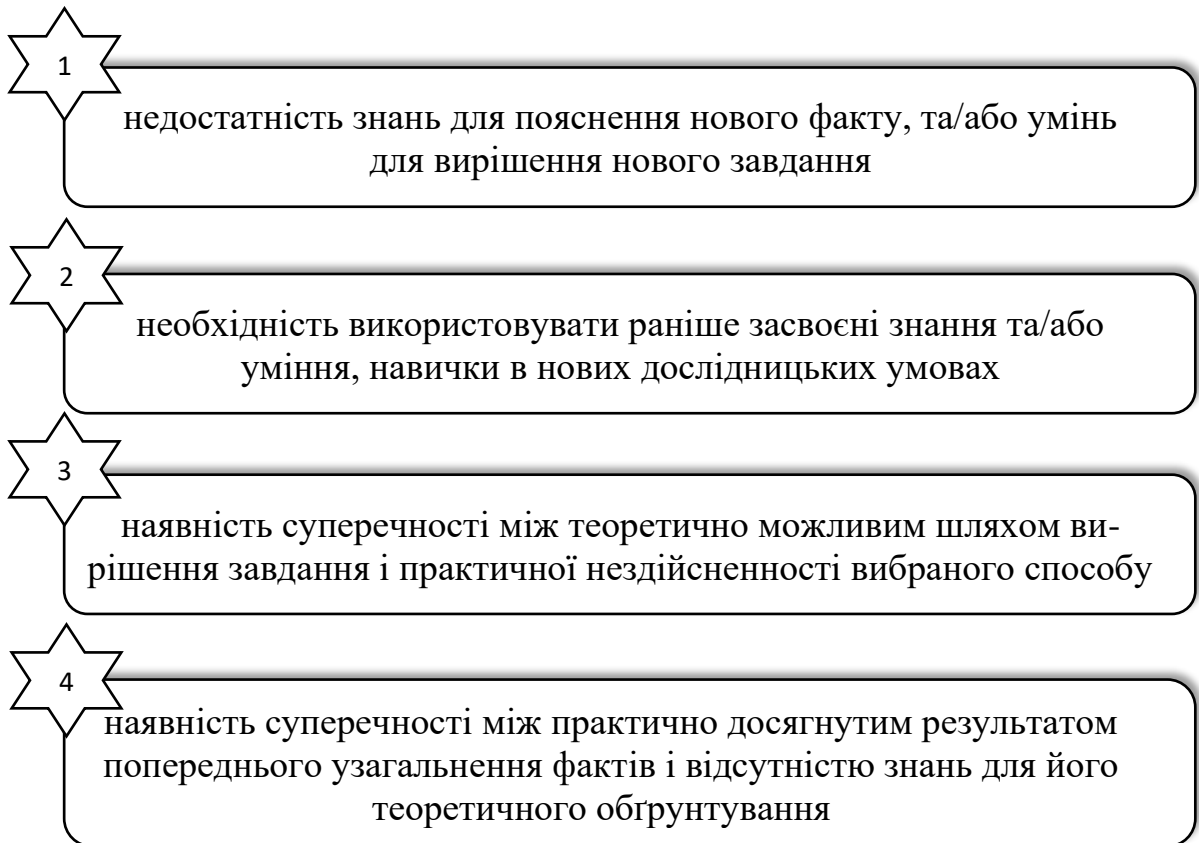 1
недостатність знань для пояснення нового факту, та/або умінь
для вирішення нового завдання
2
необхідність використовувати раніше засвоєні знання та/або
уміння, навички в нових дослідницьких умовах
3
наявність суперечності між теоретично можливим шляхом ви-
рішення завдання і практичної нездійсненності вибраного способу
4
наявність суперечності між практично досягнутим результатом
попереднього узагальнення фактів і відсутністю знань для його
теоретичного обґрунтування